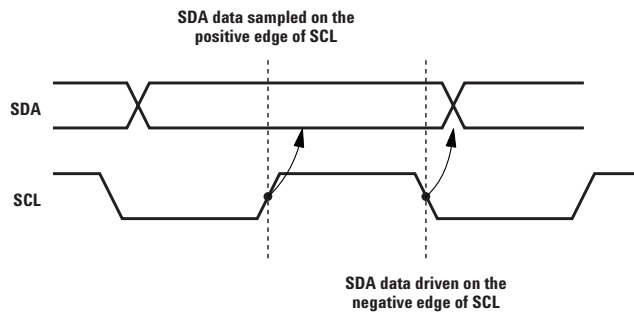 SDA data sampled on the
positive edge of SCL
SDA
SCL
SDA data driven on the
negative edge of SCL